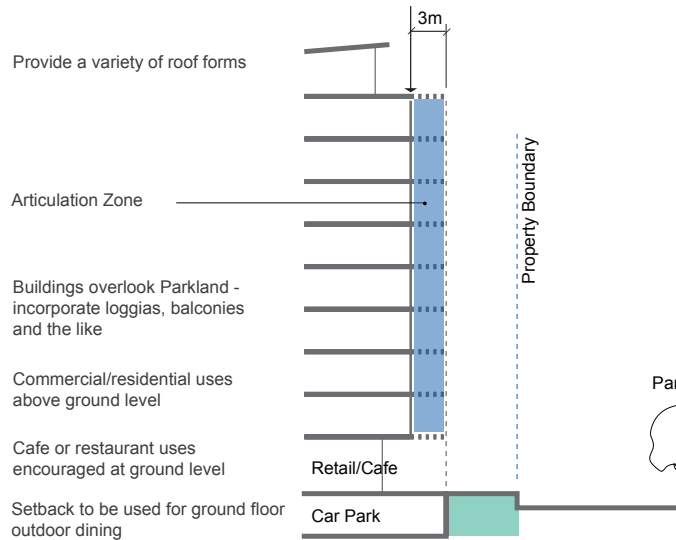 3m
Provide a variety of roof forms
Property Boundary
Articulation Zone
Buildings overlook Parkland -
incorporate loggias, balconies
and the like
Commercial/residential uses
above ground level
Par
Cafe or restaurant uses
encouraged at ground level
Retail/Cafe
Setback to be used for ground floor
outdoor dining
Car Park